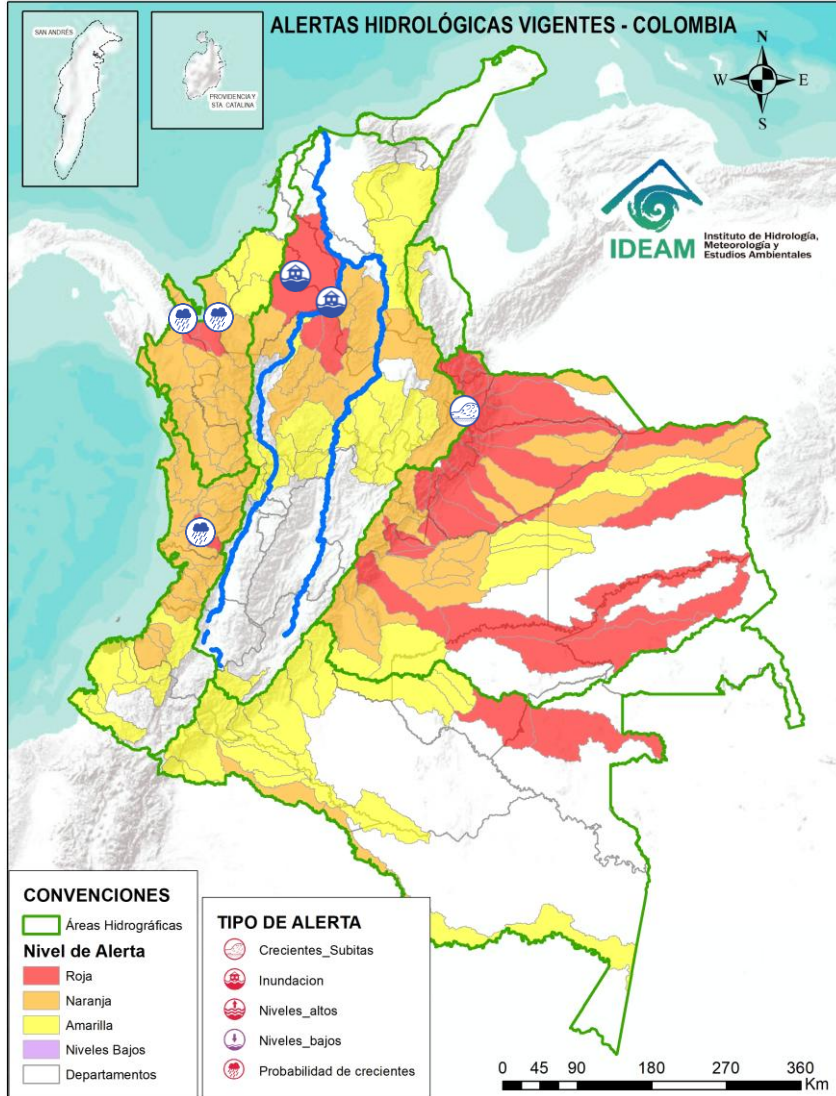 ALERTAS HIDROLÓGICAS VIGENTES - COLOMBIA
SAN ANDRÉS
PROVIDENCIA Y
STA. CATALINA
N
W
E
S
IDEAM
Instituto de Hidrología,
Meteorología y
Estudios Ambientales
CONVENCIONES
Áreas Hidrográficas
Nivel de Alerta
Roja
Naranja
Amarilla
Niveles Bajos
Departamentos
TIPO DE ALERTA
Crecientes_Subitas
Inundacion
Niveles_altos
Niveles_bajos
Probabilidad de crecientes
0 45 90 180 270 360
Km